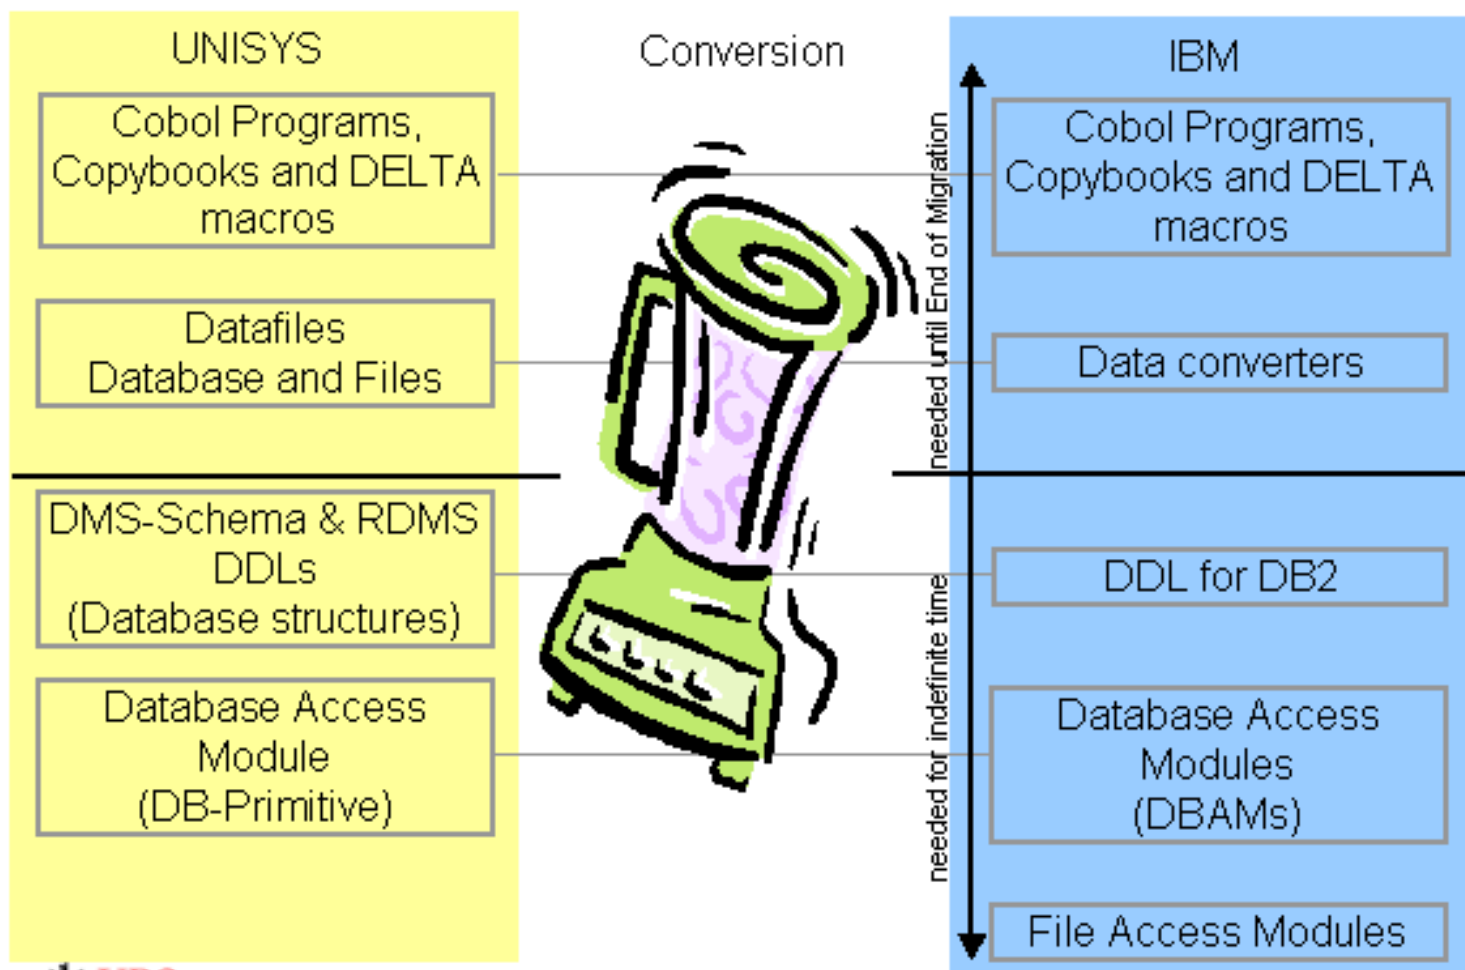 UNISYS
Cobol Programs,
Copybooks and DELTA
macros
Datafiles
Database and Files
DMS-Schema & RDMS
DDLs
(Database structures)
Database Access
Module
(DB-Primitive)
Conversion
needed until End of Migration
needed for indefinite time
IBM
Cobol Programs,
Copybooks and DELTA
macros
Data converters
DDL for DB2
Database Access
Modules
(DBAMs)
File Access Modules